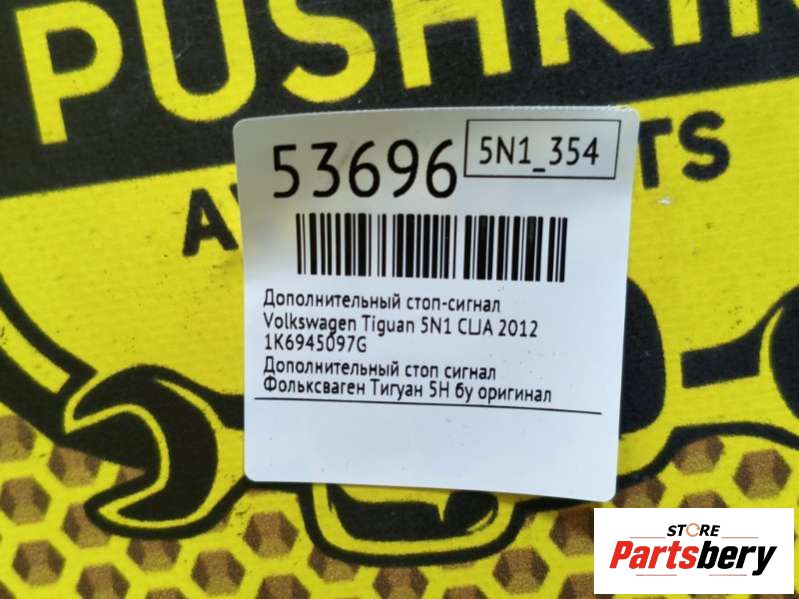 PUSHKIN
53696
5N1_354
TS
Дополнительный стоп-сигнал
Volkswagen Tiguan 5N1 CLJA 2012
1K6945097G
Дополнительный стоп сигнал
Фольксваген Тигуан 5Н бу оригинал
STORE
Partsbery